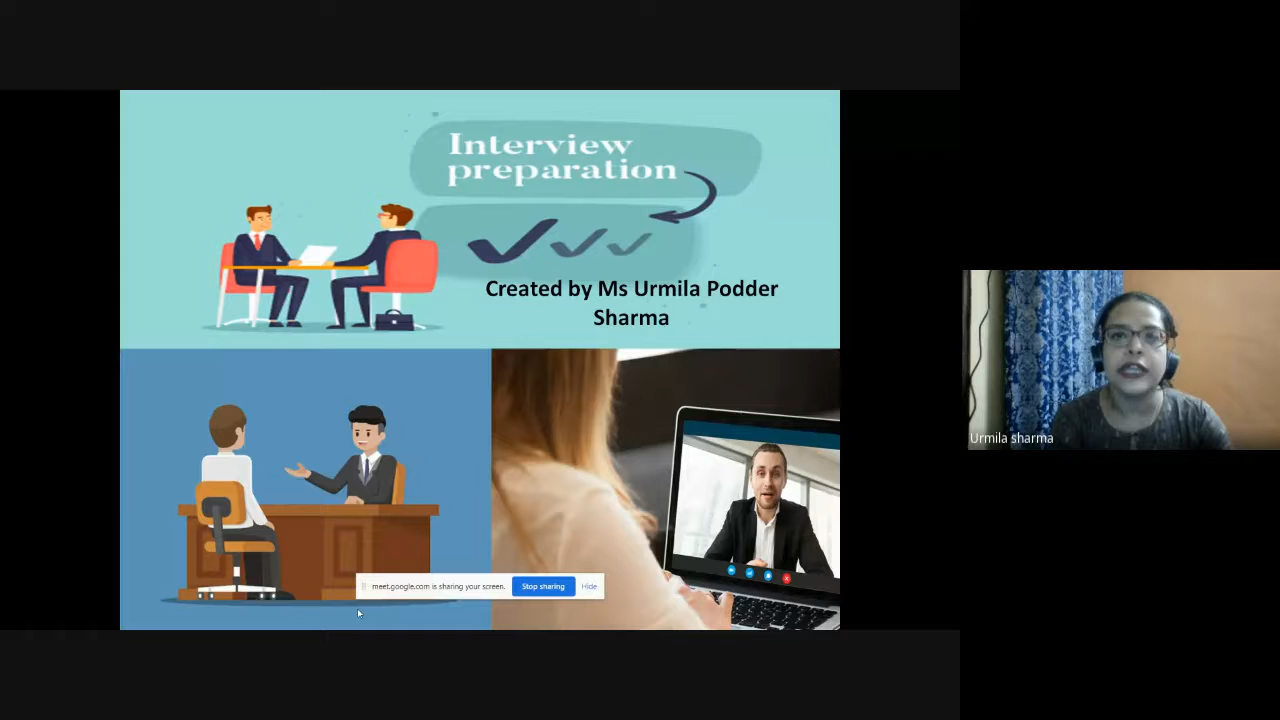 Interview
preparation
Created by Ms Urmila Podder
Sharma
meet.google.com is sharing your screen.
Stop sharing
Hide
Urmila sharma